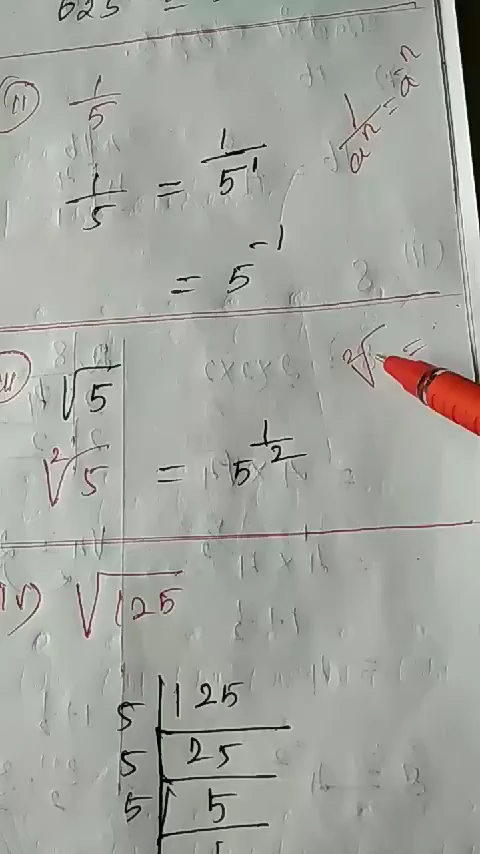 625 =
(ii) 1/5
1/5 = 1/5¹
1/aⁿ = a⁻ⁿ
= 5⁻¹
√5
²√ =
²√5 = 5^(1/2)
iv) √125
5 | 125
5 | 25
5 | 5